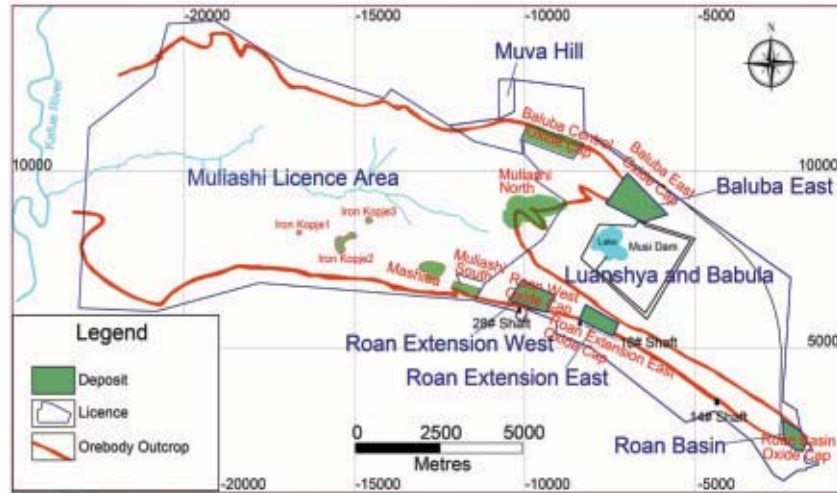 -20000
-15000
-10000
-5000
N
Muva Hill
Kafue River
Baluba Central
Oxide Cap
10000
10000
Muliashi Licence Area
Muliashi
North
Baluba East
Oxide Cap
Baluba East
Iron Kopje3
Iron Kopje1
Iron Kopje2
Lake
Musi Dam
Mashiba
Muliashi
South
Roan West
Oxide Cap
Luanshya and Babula
Legend
Deposit
Licence
Orebody Outcrop
28# Shaft
18# Shaft
Roan Extension West
Roan Extension East
Oxide Cap
Roan Extension East
5000
14# Shaft
0
2500
5000
Metres
Roan Basin
Roan Basin
Oxide Cap
-20000
-15000
-10000
-5000